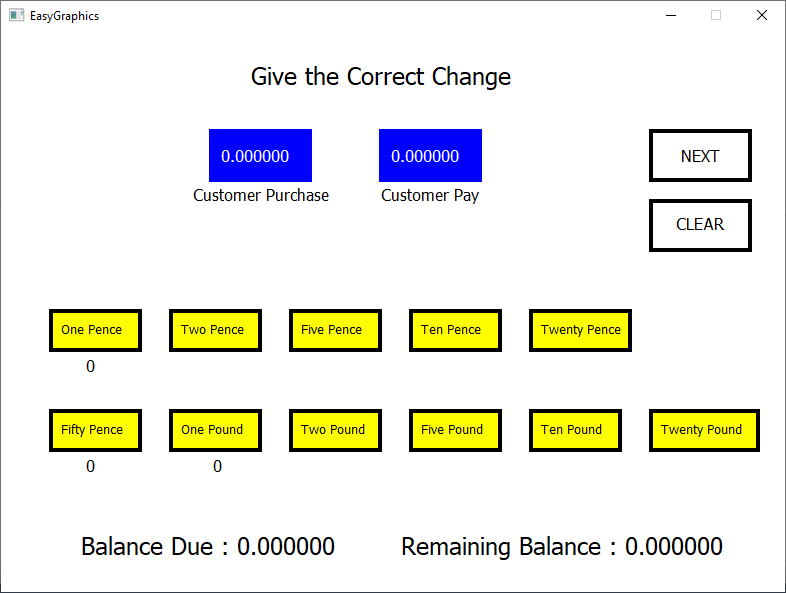 EasyGraphics
Give the Correct Change
0.000000 0.000000 NEXT
Customer Purchase Customer Pay
CLEAR
One Pence Two Pence Five Pence Ten Pence Twenty Pence
0
Fifty Pence One Pound Two Pound Five Pound Ten Pound Twenty Pound
0 0
Balance Due : 0.000000 Remaining Balance : 0.000000